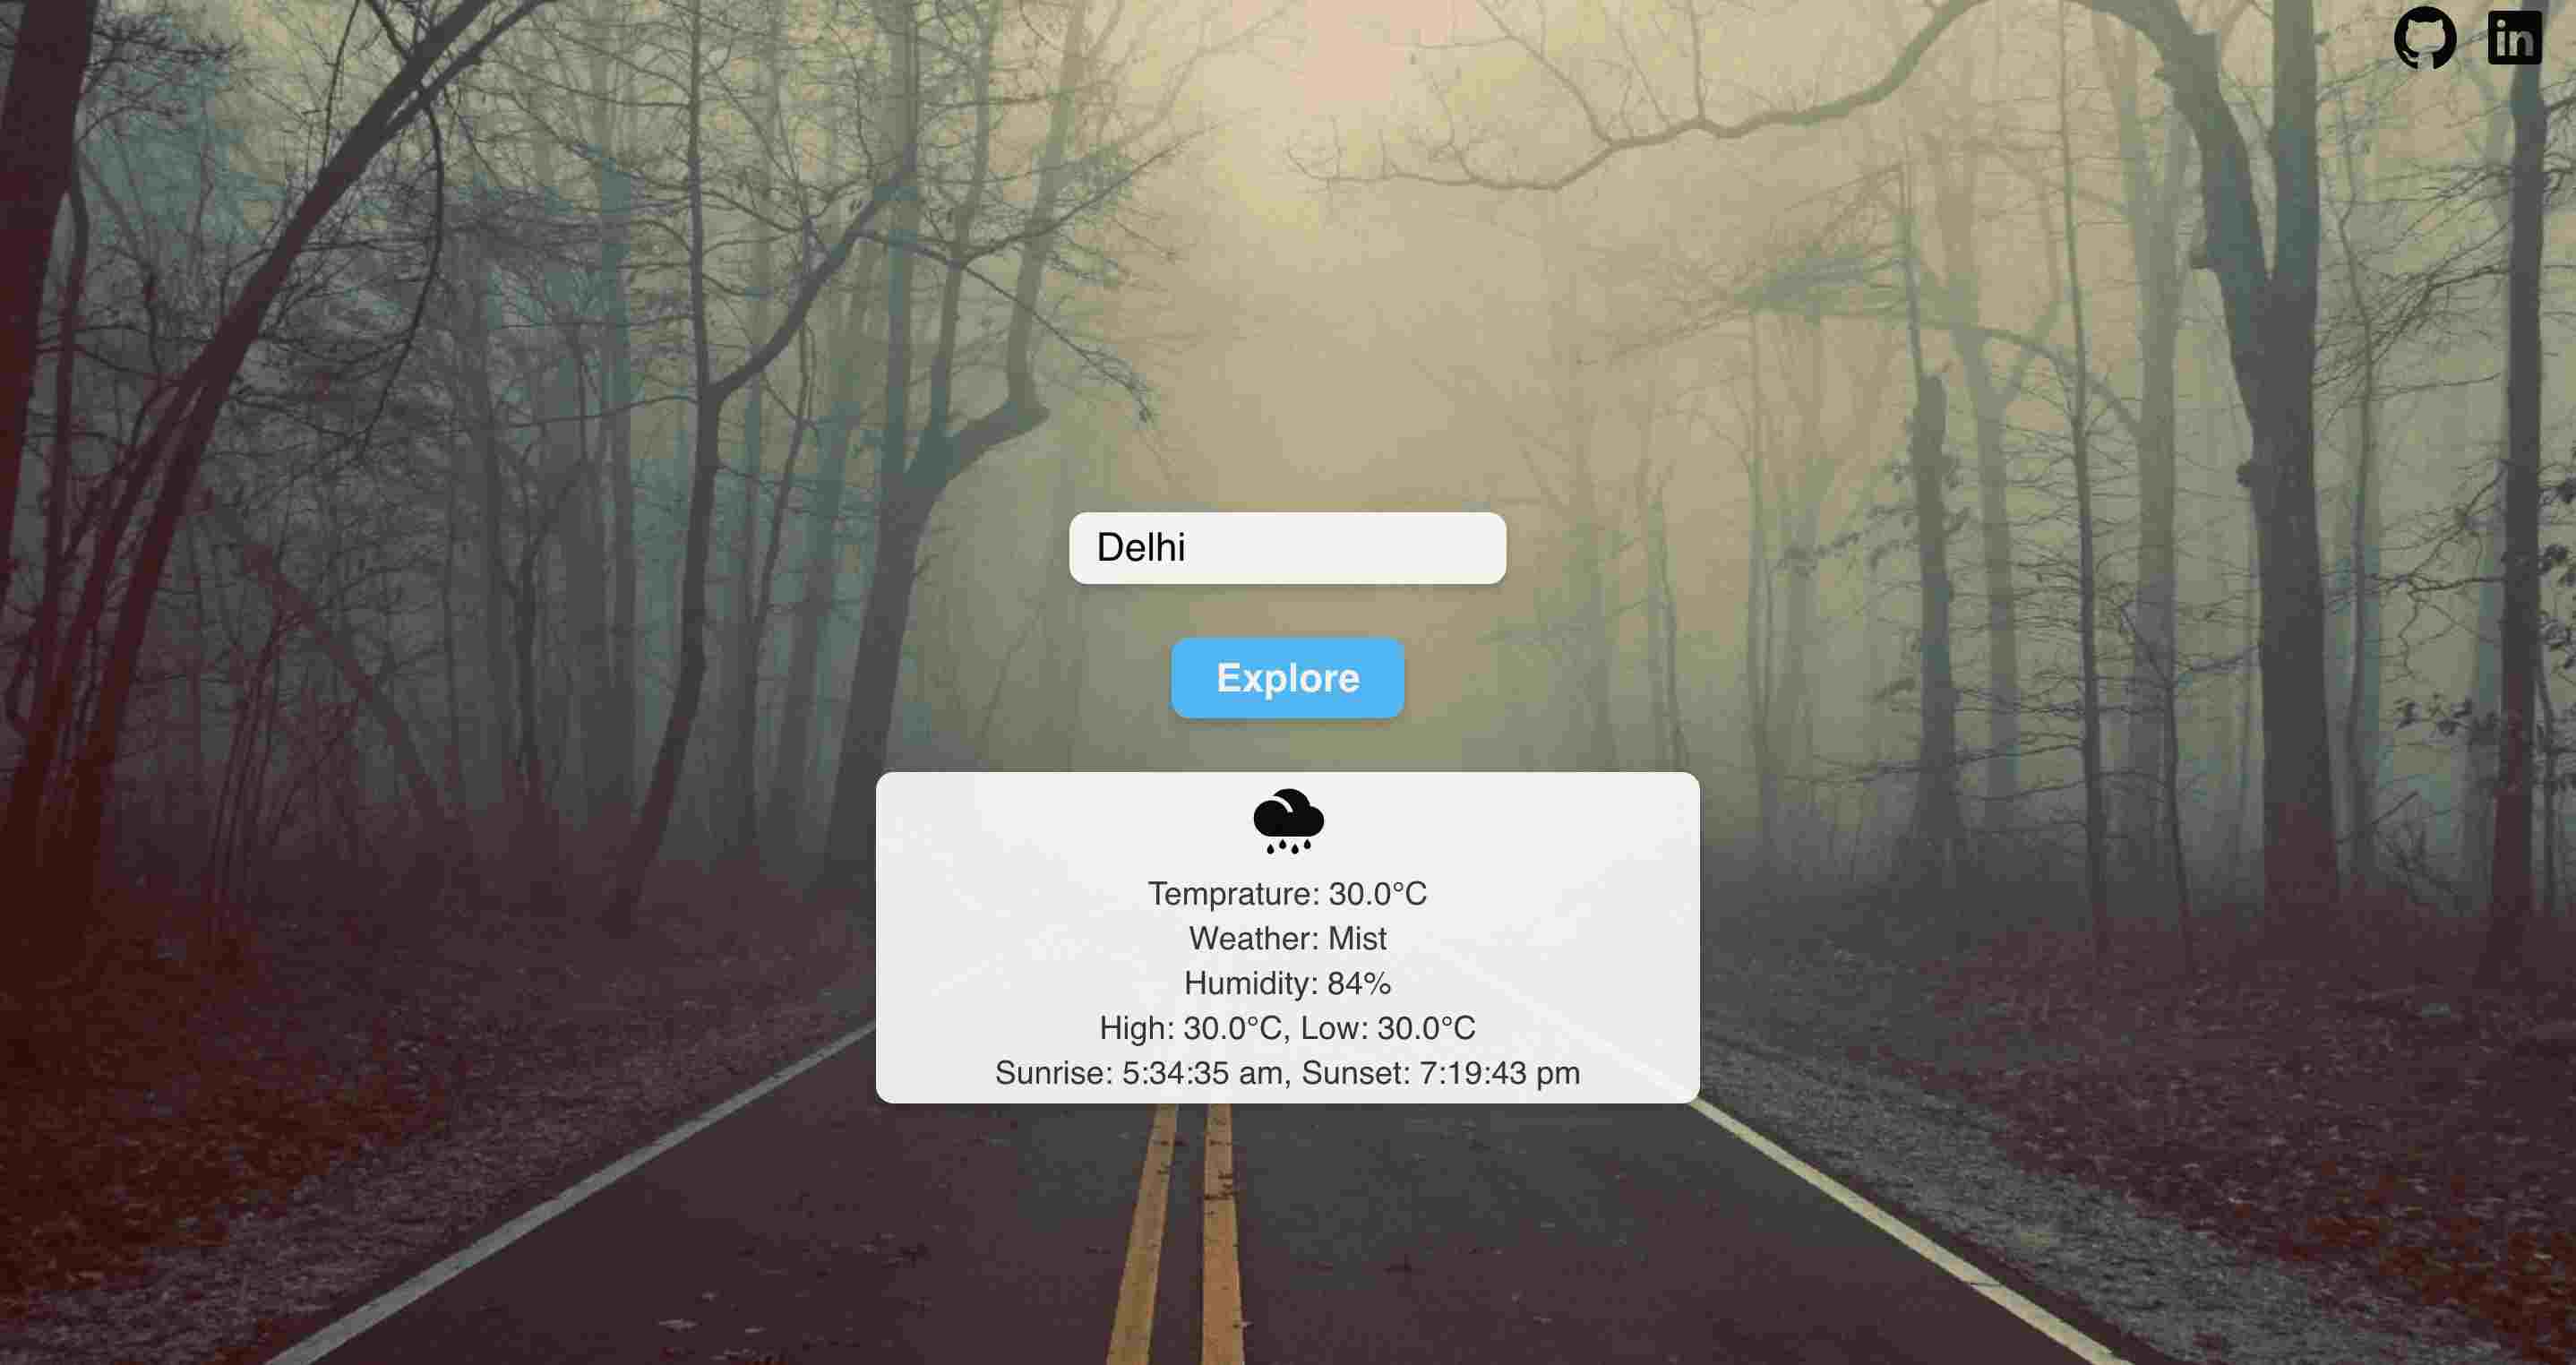 in
Delhi
Explore
Temprature: 30.0°C
Weather: Mist
Humidity: 84%
High: 30.0°C, Low: 30.0°C
Sunrise: 5:34:35 am, Sunset: 7:19:43 pm